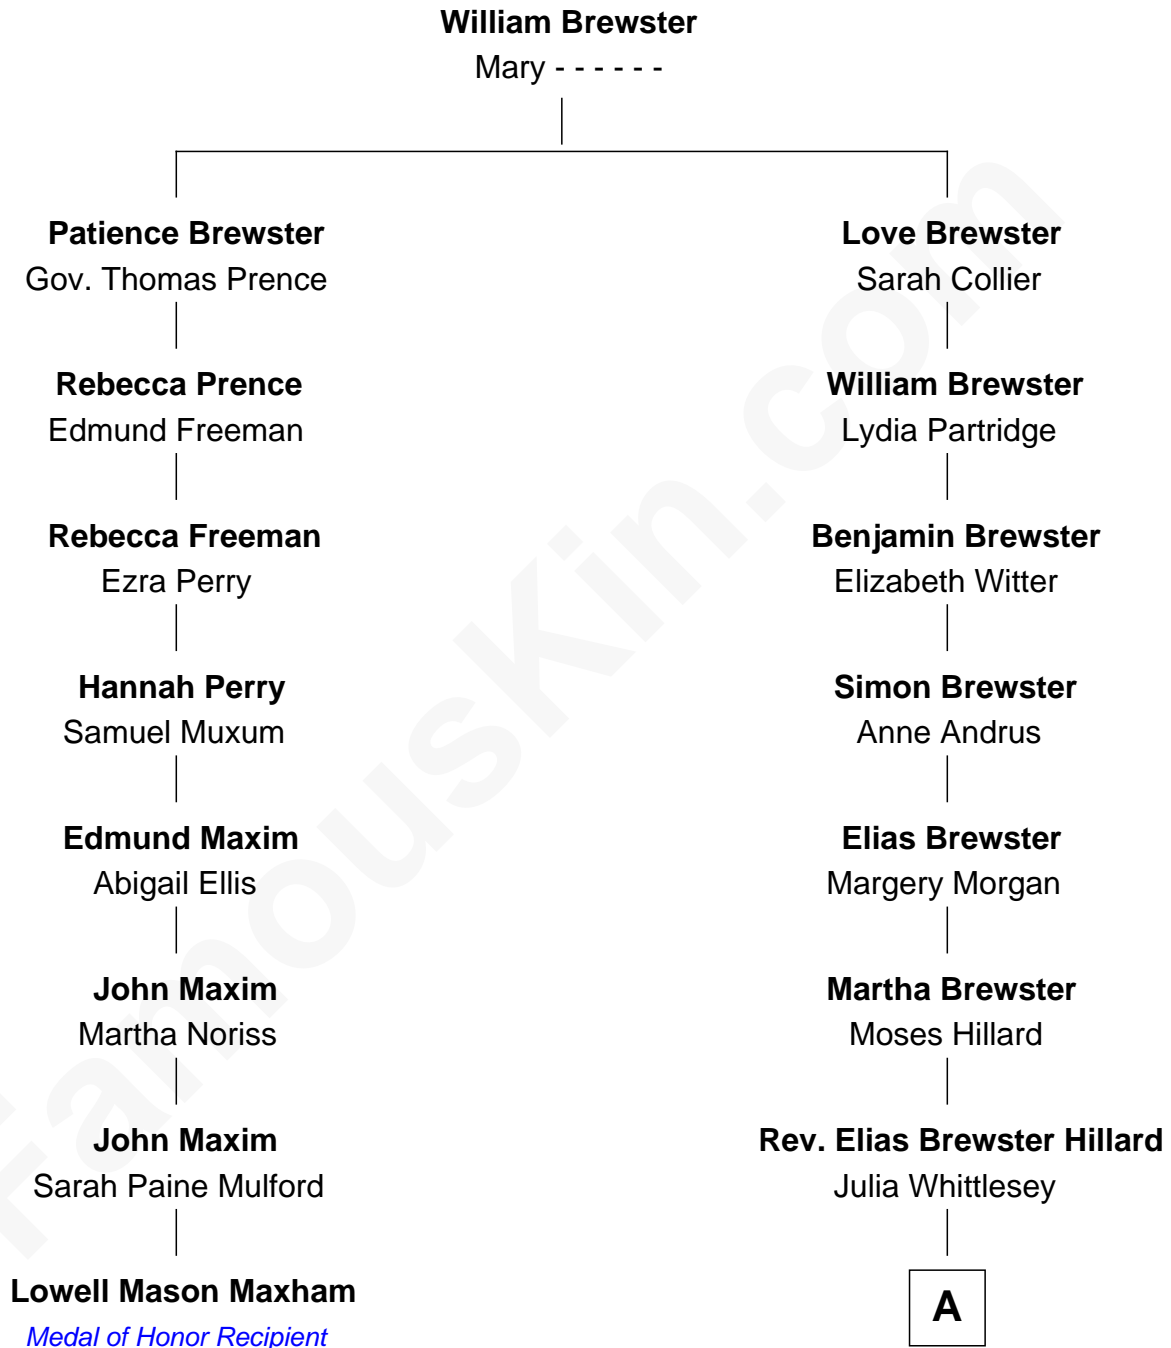 William Brewster
Mary - - - - - -
Patience Brewster
Gov. Thomas Prence
Love Brewster
Sarah Collier
Rebecca Prence
Edmund Freeman
William Brewster
Lydia Partridge
Rebecca Freeman
Ezra Perry
Benjamin Brewster
Elizabeth Witter
Hannah Perry
Samuel Muxum
Simon Brewster
Anne Andrus
Edmund Maxim
Abigail Ellis
Elias Brewster
Margery Morgan
John Maxim
Martha Noriss
Martha Brewster
Moses Hillard
John Maxim
Sarah Paine Mulford
Rev. Elias Brewster Hillard
Julia Whittlesey
Lowell Mason Maxham
Medal of Honor Recipient
A
FamousKin.com